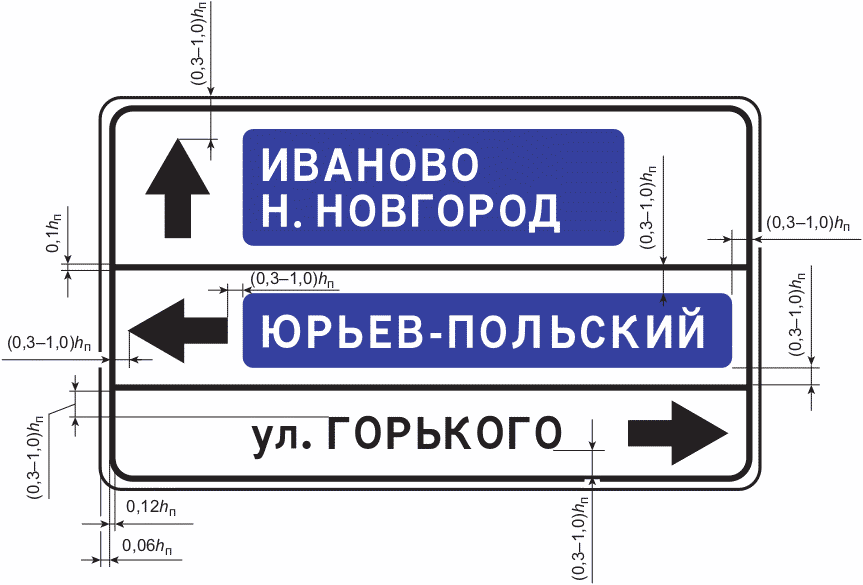 (0,3–1,0)hп
ИВАНОВО
Н. НОВГОРОД
(0,3–1,0)hп
(0,3–1,0)hп
0,1hп
(0,3–1,0)hп
ЮРЬЕВ-ПОЛЬСКИЙ
(0,3–1,0)hп
(0,3–1,0)hп
(0,3–1,0)hп
ул. ГОРЬКОГО
0,12hп
(0,3–1,0)hп
0,06hп